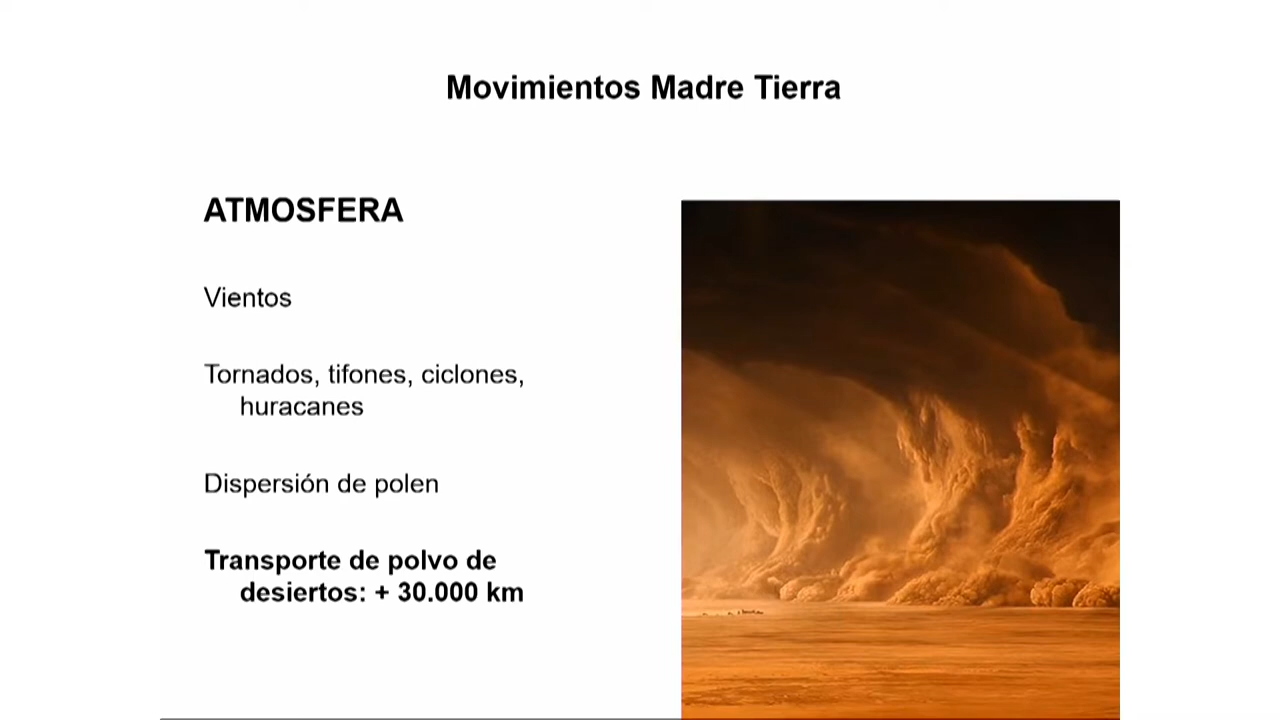 Movimientos Madre Tierra
ATMOSFERA
Vientos
Tornados, tifones, ciclones,
huracanes
Dispersión de polen
Transporte de polvo de
desiertos: + 30.000 km